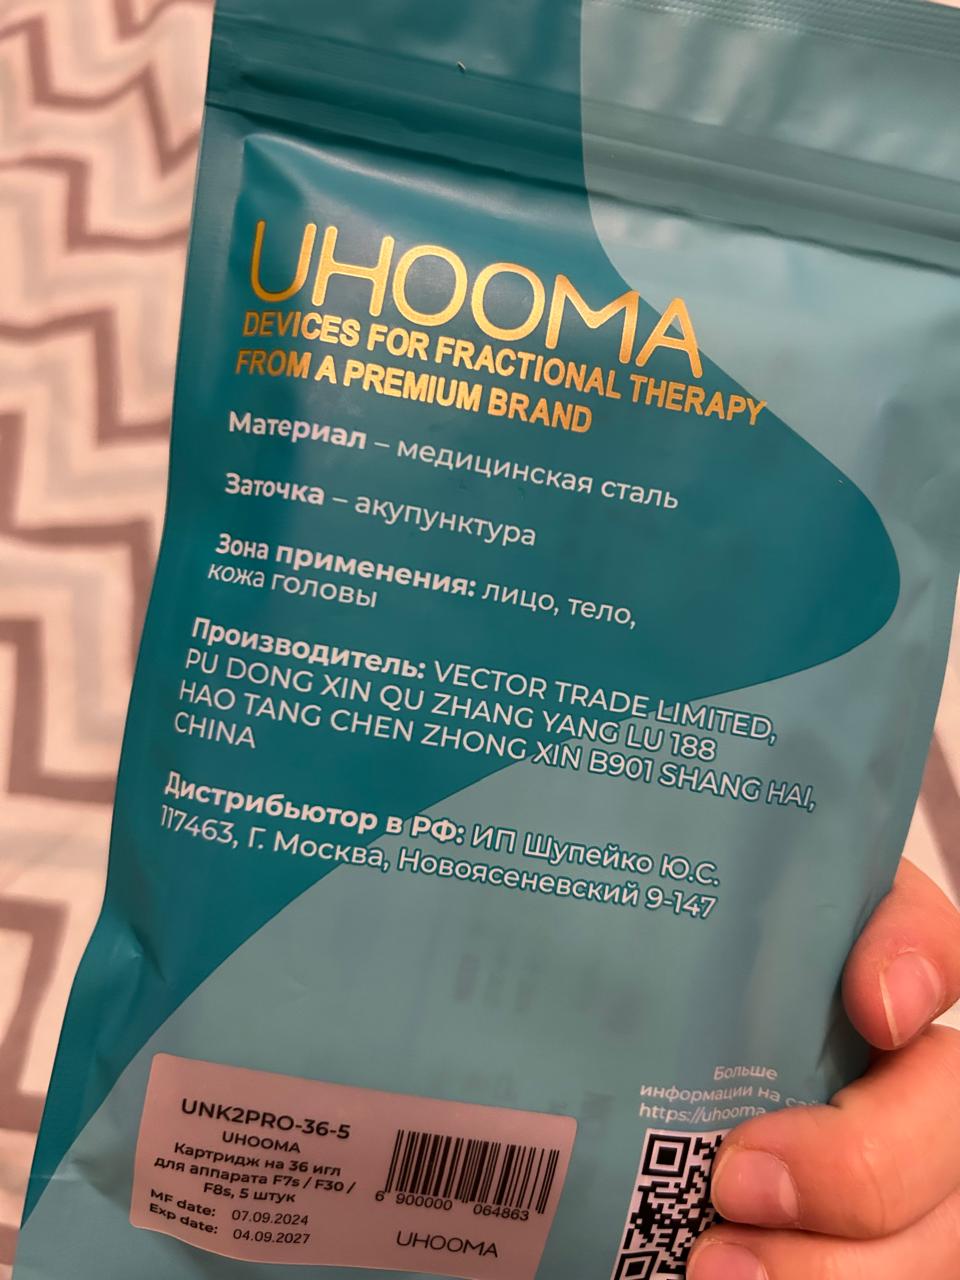 UHOOMA
DEVICES FOR FRACTIONAL THERAPY
FROM A PREMIUM BRAND
Материал – медицинская сталь
Заточка – акупунктура
Зона применения: лицо, тело,
кожа головы
Производитель: VECTOR TRADE LIMITED,
PU DONG XIN QU ZHANG YANG LU 188
HAO TANG CHEN ZHONG XIN B901 SHANG HAI,
CHINA
Дистрибьютор в РФ: ИП Шупейко Ю.С.
117463, Г. Москва, Новоясеневский 9-147
Больше
информации на
https://uhooma
UNK2PRO-36-5
UHOOMA
Картридж на 36 игл
для аппарата F7s / F30 /
F8s, 5 штук
MF date: 07.09.2024
Exp date: 04.09.2027
6 900000 064863
UHOOMA